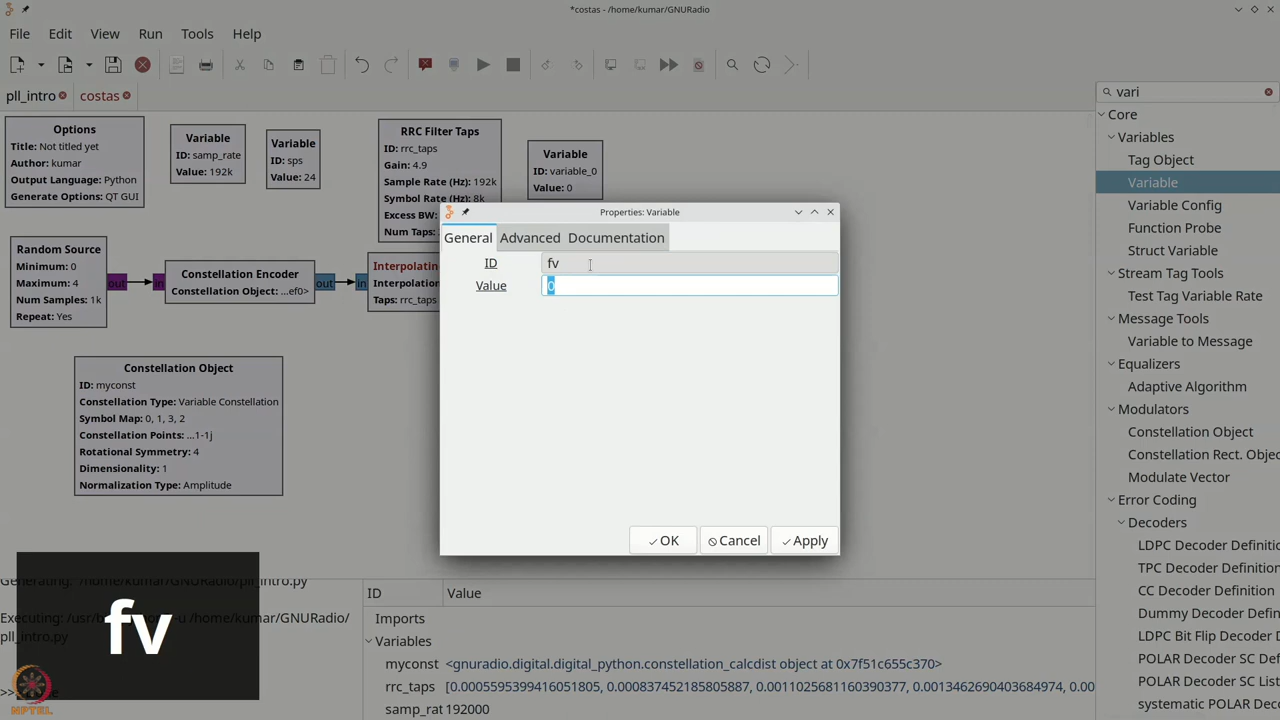 *costas - /home/kumar/GNURadio
File Edit View Run Tools Help
pll_intro costas
vari
Options
Title: Not titled yet
Author: kumar
Output Language: Python
Generate Options: QT GUI
Variable
ID: samp_rate
Value: 192k
Variable
ID: sps
Value: 24
RRC Filter Taps
ID: rrc_taps
Gain: 4.9
Sample Rate (Hz): 192k
Symbol Rate (Hz): 8k
Excess BW:
Num Taps:
Variable
ID: variable_0
Value: 0
Random Source
Minimum: 0
Maximum: 4
Num Samples: 1k
Repeat: Yes
out
in
Constellation Encoder
Constellation Object: ...ef0>
out
in
Interpolatin
Interpolation
Taps: rrc_taps
Constellation Object
ID: myconst
Constellation Type: Variable Constellation
Symbol Map: 0, 1, 3, 2
Constellation Points: ...1-1j
Rotational Symmetry: 4
Dimensionality: 1
Normalization Type: Amplitude
Properties: Variable
General Advanced Documentation
ID fv
Value 0
OK Cancel Apply
Core
Variables
Tag Object
Variable
Variable Config
Function Probe
Struct Variable
Stream Tag Tools
Test Tag Variable Rate
Message Tools
Variable to Message
Equalizers
Adaptive Algorithm
Modulators
Constellation Object
Constellation Rect. Objec
Modulate Vector
Error Coding
Decoders
LDPC Decoder Definitic
TPC Decoder Definition
CC Decoder Definition
Dummy Decoder Defin
LDPC Bit Flip Decoder D
POLAR Decoder SC Def
POLAR Decoder SC List
systematic POLAR Deco
Generating: /home/kumar/GNURadio/pll_intro.py
Executing: /usr/b -u /home/kumar/GNURadio/
pll_intro.py
>>
fv
NPTEL
ID Value
Imports
Variables
myconst <gnuradio.digital.digital_python.constellation_calcdist object at 0x7f51c655c370>
rrc_taps [0.0005595399416051805, 0.000837452185805887, 0.0011025681160390377, 0.0013462690403684974, 0.00
samp_rat 192000